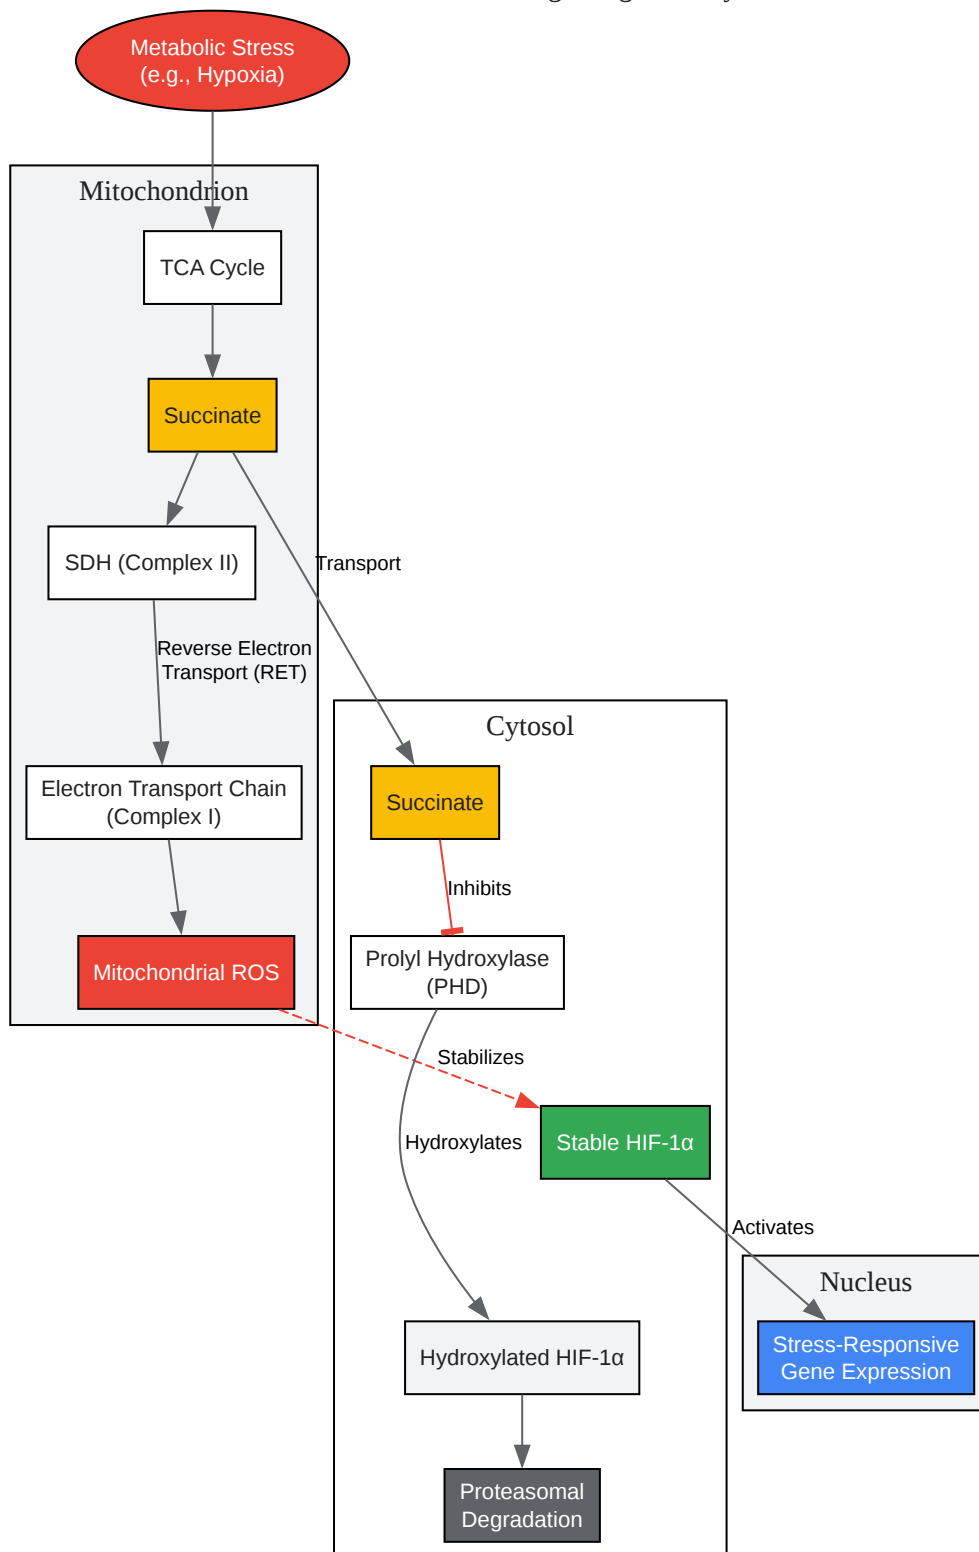 Metabolic Stress
(e.g., Hypoxia)
Mitochondrion
TCA Cycle
Succinate
SDH (Complex II)
Transport
Reverse Electron
Transport (RET)
Cytosol
Electron Transport Chain
(Complex I)
Succinate
Inhibits
Mitochondrial ROS
Prolyl Hydroxylase
(PHD)
Stabilizes
Hydroxylates
Stable HIF-1α
Activates
Nucleus
Hydroxylated HIF-1α
Stress-Responsive
Gene Expression
Proteasomal
Degradation